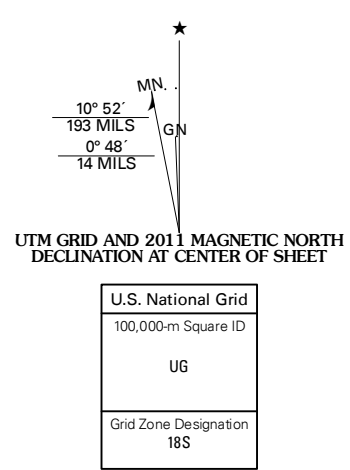 ★
MN
10° 52´
193 MILS
GN
0° 48´
14 MILS
UTM GRID AND 2011 MAGNETIC NORTH
DECLINATION AT CENTER OF SHEET
U.S. National Grid
100,000-m Square ID
UG
Grid Zone Designation
18S